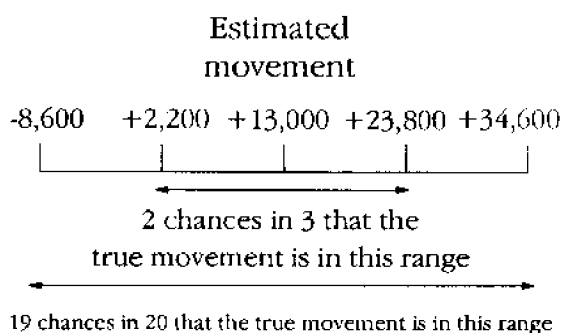 Estimated
movement
-8,600 +2,200 +13,000 +23,800 +34,600
2 chances in 3 that the
true movement is in this range
19 chances in 20 that the true movement is in this range